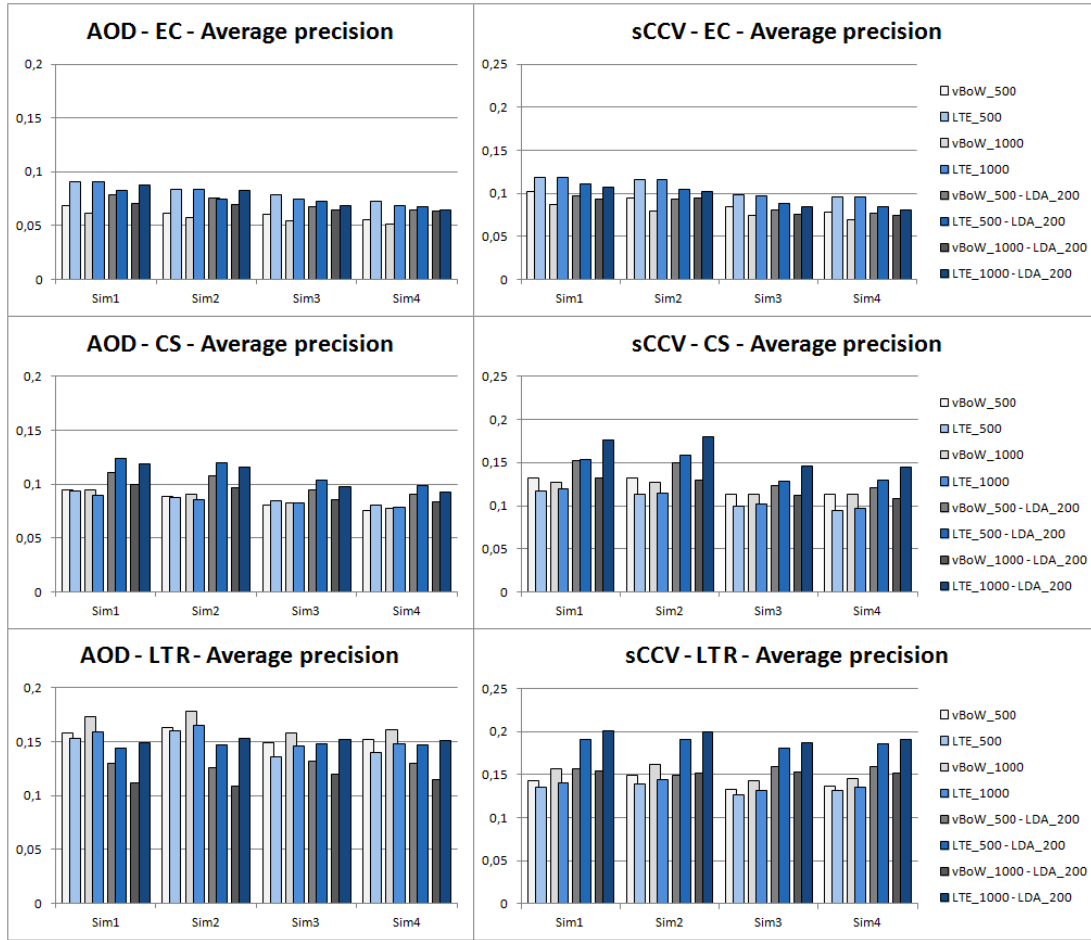 AOD - EC - Average precision
0,2
0,15
0,1
0,05
0
Sim1 Sim2 Sim3 Sim4
sCCV - EC - Average precision
0,25
0,2
0,15
0,1
0,05
0
Sim1 Sim2 Sim3 Sim4
vBoW_500
LTE_500
vBoW_1000
LTE_1000
vBoW_500 - LDA_200
LTE_500 - LDA_200
vBoW_1000 - LDA_200
LTE_1000 - LDA_200
AOD - CS - Average precision
0,2
0,15
0,1
0,05
0
Sim1 Sim2 Sim3 Sim4
sCCV - CS - Average precision
0,25
0,2
0,15
0,1
0,05
0
Sim1 Sim2 Sim3 Sim4
vBoW_500
LTE_500
vBoW_1000
LTE_1000
vBoW_500 - LDA_200
LTE_500 - LDA_200
vBoW_1000 - LDA_200
LTE_1000 - LDA_200
AOD - LTR- Average precision
0,2
0,15
0,1
0,05
0
Sim1 Sim2 Sim3 Sim4
sCCV - LTR - Average precision
0,25
0,2
0,15
0,1
0,05
0
Sim1 Sim2 Sim3 Sim4
vBoW_500
LTE_500
vBoW_1000
LTE_1000
vBoW_500 - LDA_200
LTE_500 - LDA_200
vBoW_1000 - LDA_200
LTE_1000 - LDA_200